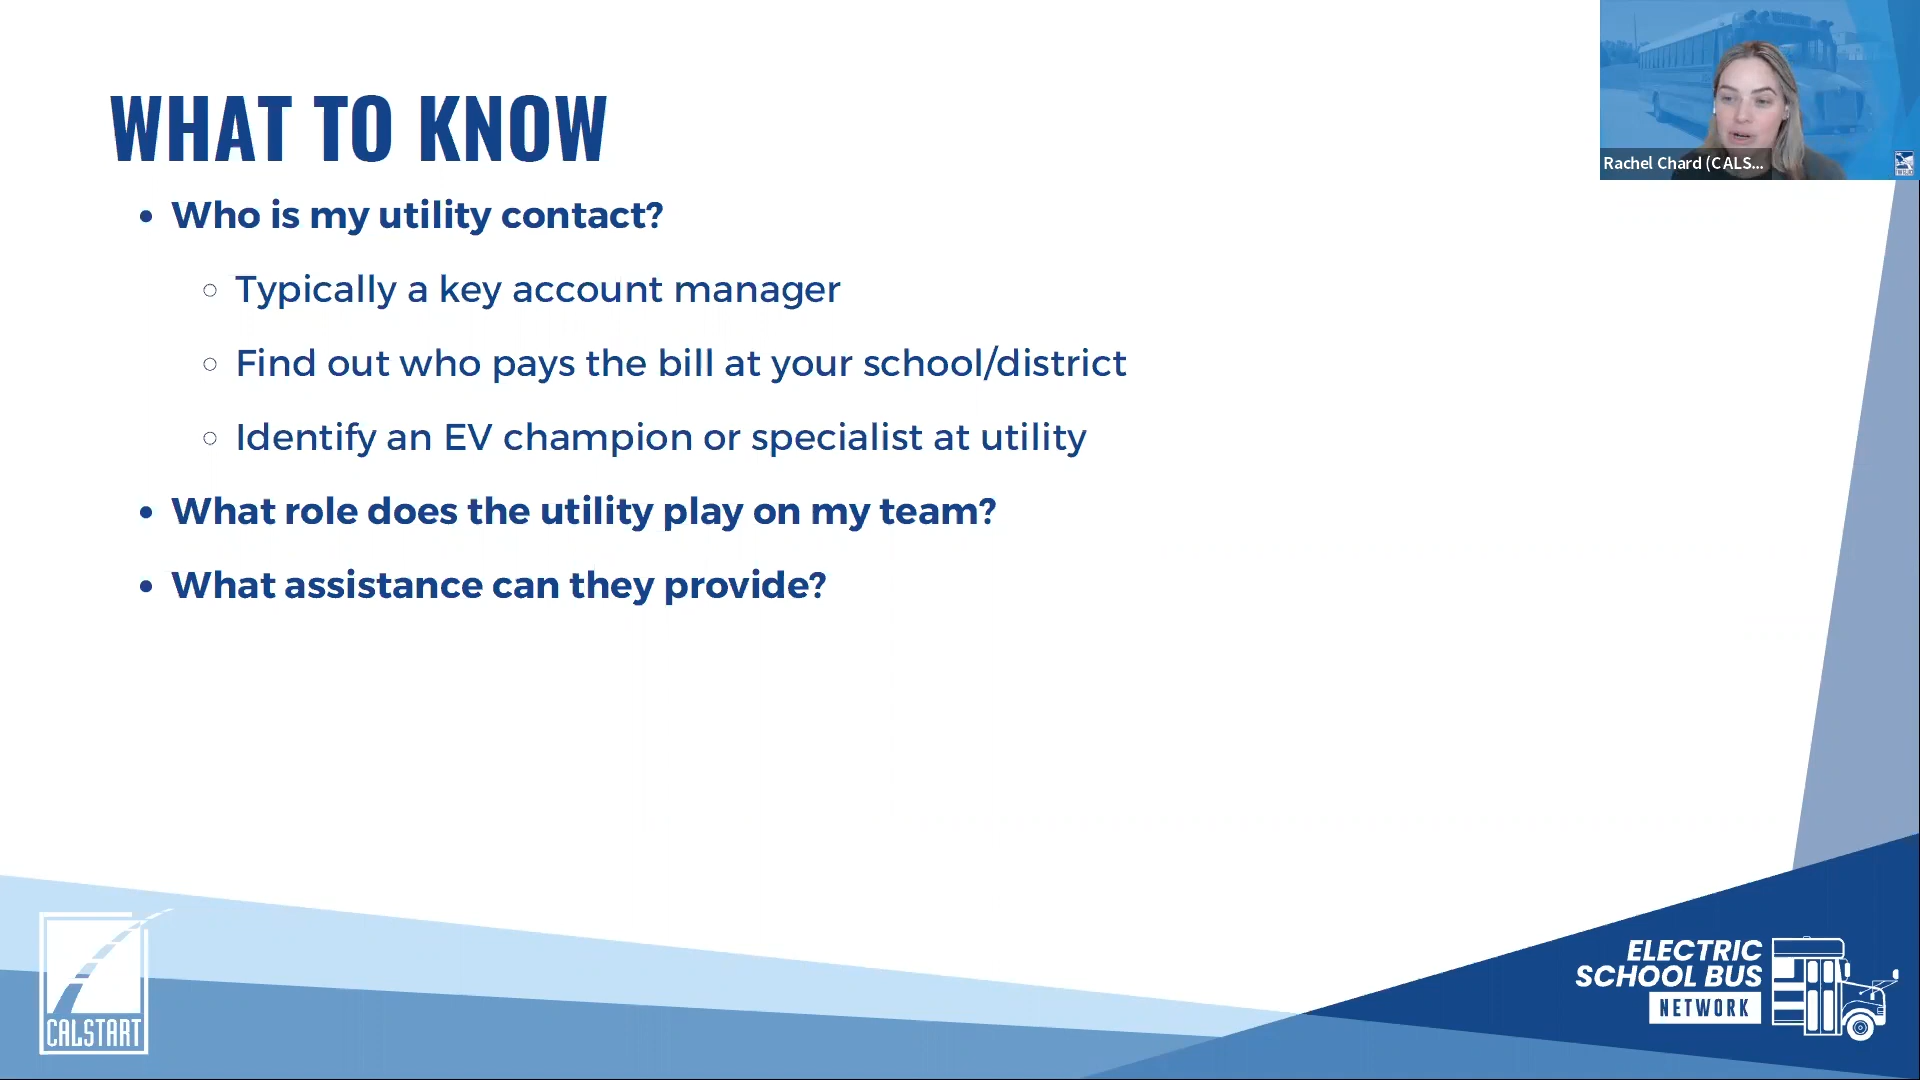 WHAT TO KNOW
Who is my utility contact?
Typically a key account manager
Find out who pays the bill at your school/district
Identify an EV champion or specialist at utility
What role does the utility play on my team?
What assistance can they provide?
Rachel Chard (CALS...
CALSTART
ELECTRIC
SCHOOL BUS
NETWORK